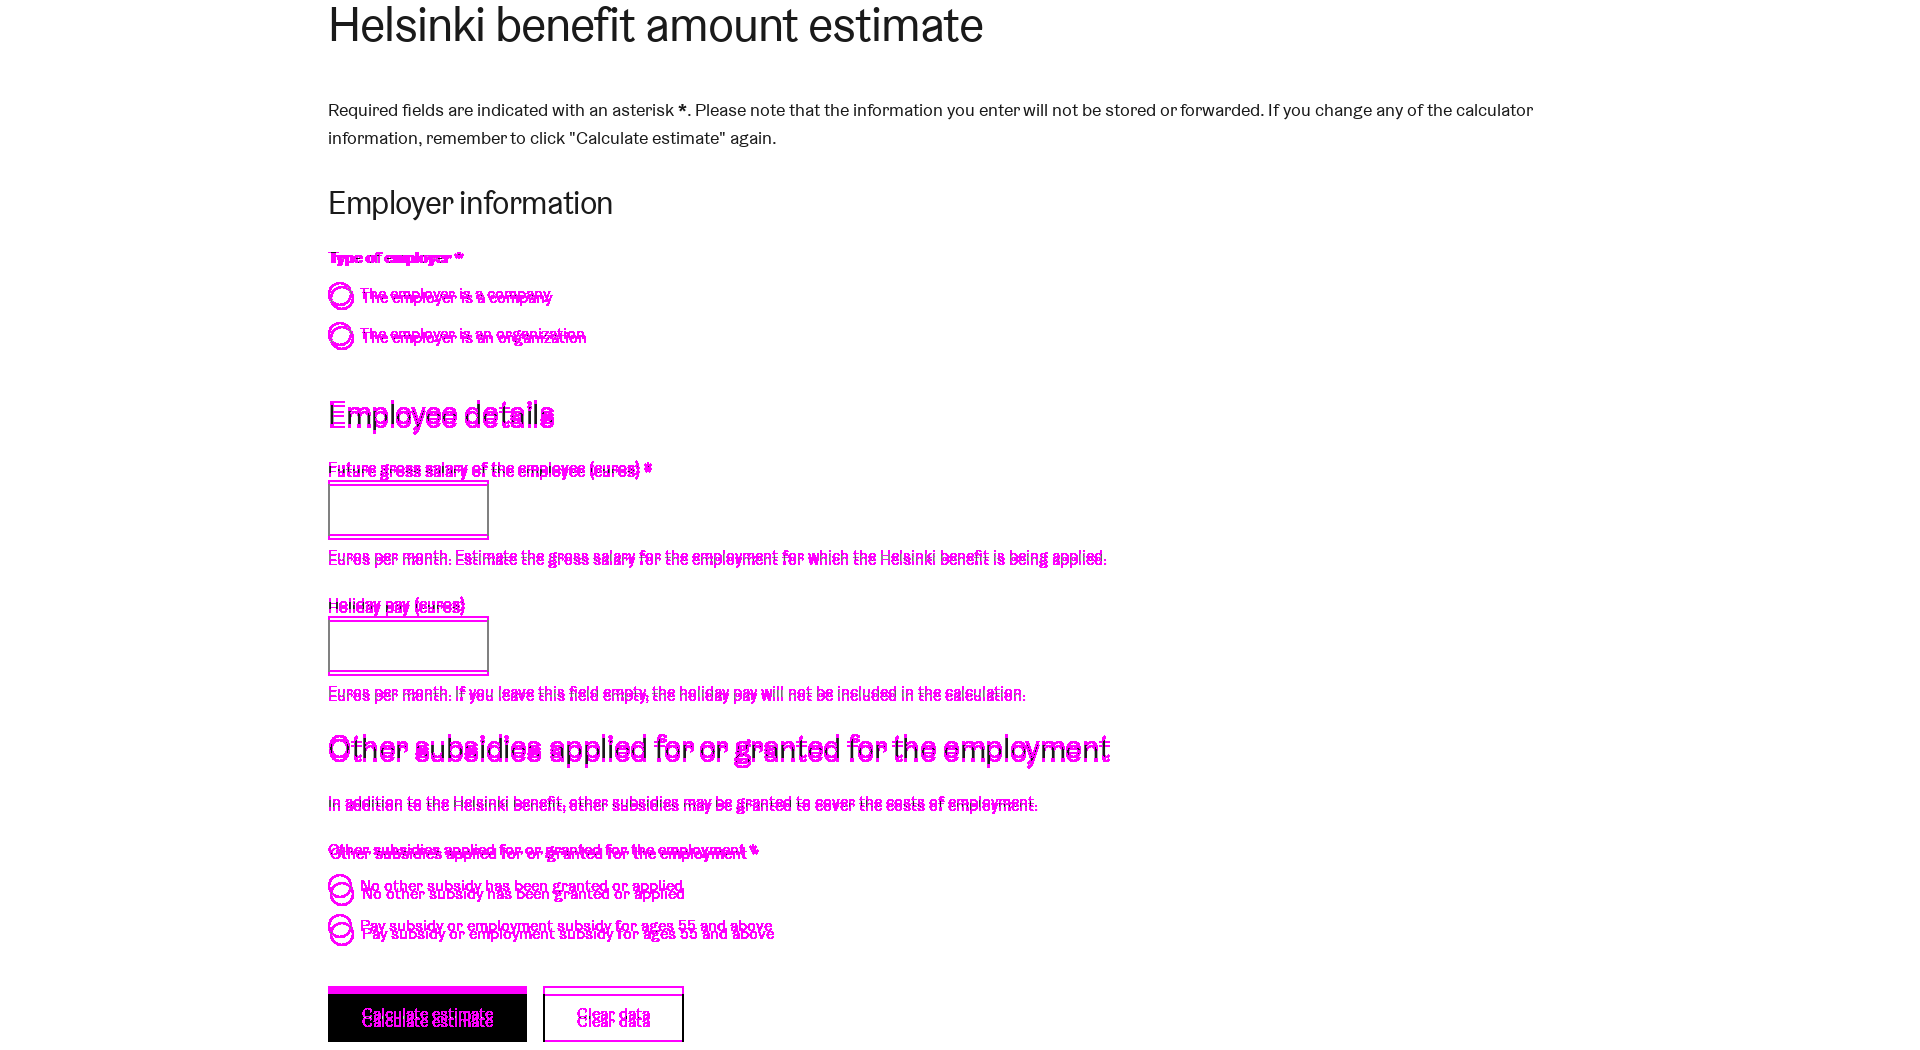 Helsinki benefit amount estimate
Required fields are indicated with an asterisk *. Please note that the information you enter will not be stored or forwarded. If you change any of the calculator
information, remember to click "Calculate estimate" again.
Employer information
Type of employer *
The employer is a company
The employer is an organization
Employee details
Future gross salary of the employee (euros) *
Euros per month. Estimate the gross salary for the employment for which the Helsinki benefit is being applied.
Holiday pay (euros)
Euros per month. If you leave this field empty, the holiday pay will not be included in the calculation.
Other subsidies applied for or granted for the employment
In addition to the Helsinki benefit, other subsidies may be granted to cover the costs of employment.
Other subsidies applied for or granted for the employment *
No other subsidy has been granted or applied
Pay subsidy or employment subsidy for ages 55 and above
Calculate estimate
Clear data